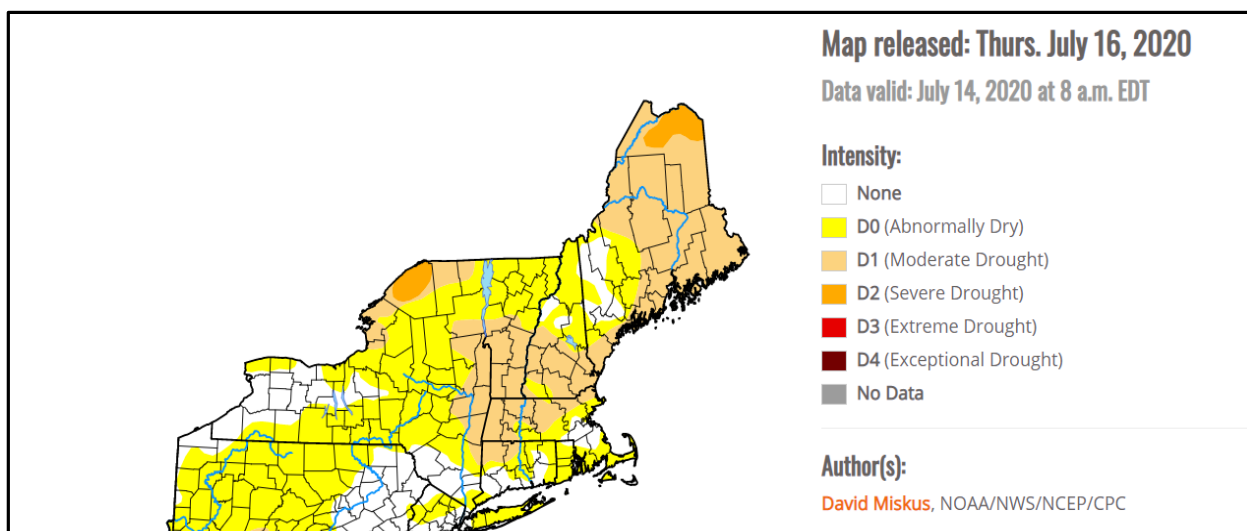 Map released: Thurs. July 16, 2020
Data valid: July 14, 2020 at 8 a.m. EDT
Intensity:
None
D0 (Abnormally Dry)
D1 (Moderate Drought)
D2 (Severe Drought)
D3 (Extreme Drought)
D4 (Exceptional Drought)
No Data
Author(s):
David Miskus, NOAA/NWS/NCEP/CPC